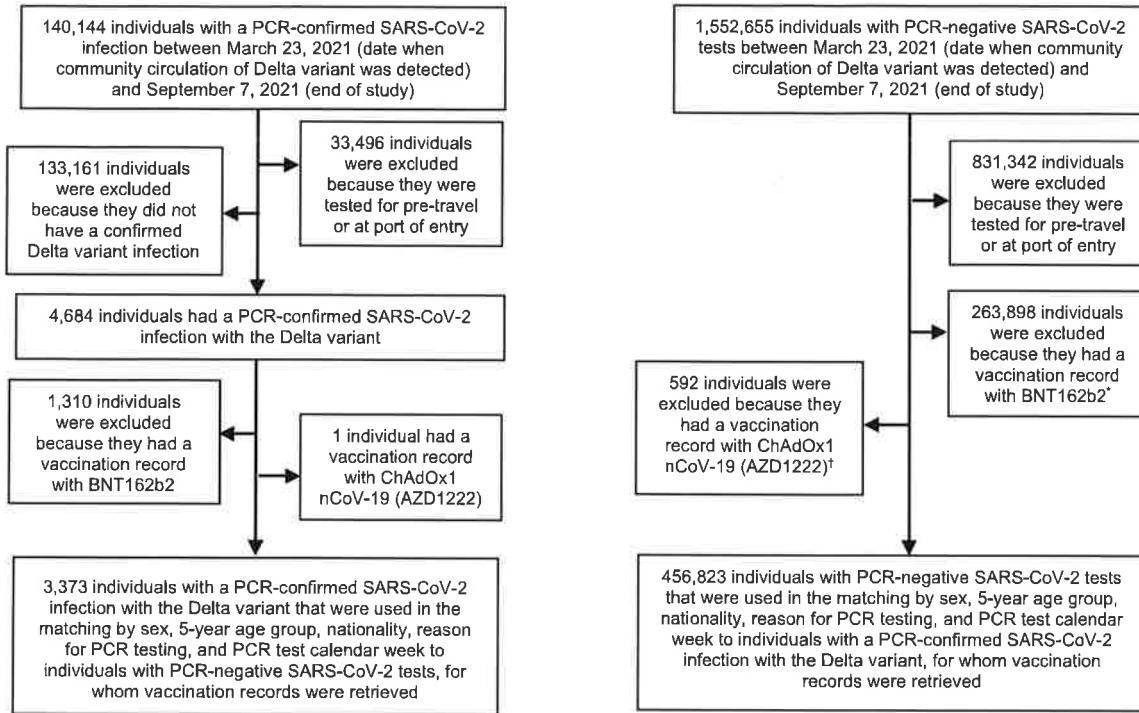 140,144 individuals with a PCR-confirmed SARS-CoV-2
infection between March 23, 2021 (date when
community circulation of Delta variant was detected)
and September 7, 2021 (end of study)
133,161 individuals
were excluded
because they did not
have a confirmed
Delta variant infection
33,496 individuals
were excluded
because they were
tested for pre-travel
or at port of entry
4,684 individuals had a PCR-confirmed SARS-CoV-2
infection with the Delta variant
1,310 individuals
were excluded
because they had a
vaccination record
with BNT162b2
1 individual had a
vaccination record
with ChAdOx1
nCoV-19 (AZD1222)
3,373 individuals with a PCR-confirmed SARS-CoV-2
infection with the Delta variant that were used in the
matching by sex, 5-year age group, nationality, reason
for PCR testing, and PCR test calendar week to
individuals with PCR-negative SARS-CoV-2 tests, for
whom vaccination records were retrieved
1,552,655 individuals with PCR-negative
tests between March 23, 2021 (date when
community circulation of Delta variant was
detected) and
September 7, 2021 (end of study)
831,342 individuals
were excluded
because they were
tested for pre-travel
or at port of entry
263,898 individuals
were excluded
because they had a
vaccination record
with BNT162b2*
592 individuals were
excluded because they
had a vaccination
record with ChAdOx1
nCoV-19 (AZD1222)†
456,823 individuals with PCR-negative SARS-CoV-2 tests
that were used in the matching by sex, 5-year age group,
nationality, reason for PCR testing, and PCR test calendar
week to individuals with a PCR-confirmed SARS-CoV-2
infection with the Delta variant, for whom vaccination
records were retrieved